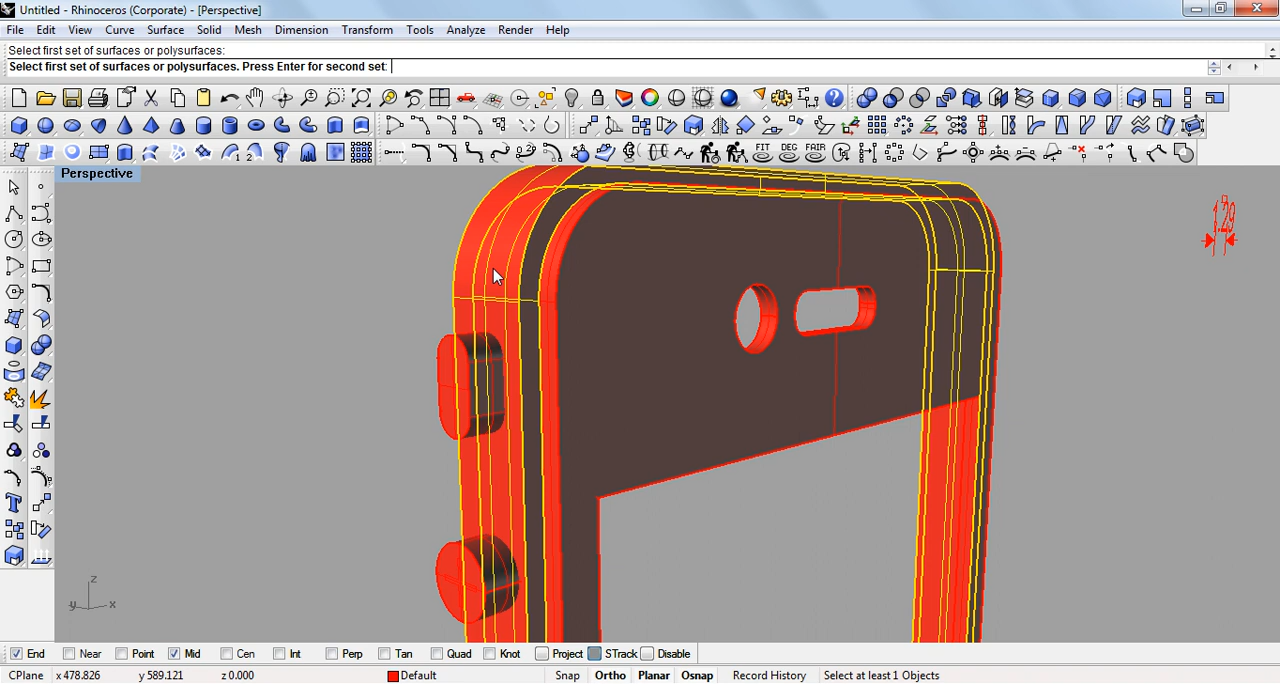 Untitled - Rhinoceros (Corporate) - [Perspective]
File Edit View Curve Surface Solid Mesh Dimension Transform Tools Analyze Render Help
Select first set of surfaces or polysurfaces:
Select first set of surfaces or polysurfaces. Press Enter for second set:
FIT DEG FAIR
Perspective
1.29
z
y x
End Near Point Mid Cen Int Perp Tan Quad Knot Project STrack Disable
CPlane x 478.826 y 589.121 z 0.000 Default Snap Ortho Planar Osnap Record History Select at least 1 Objects